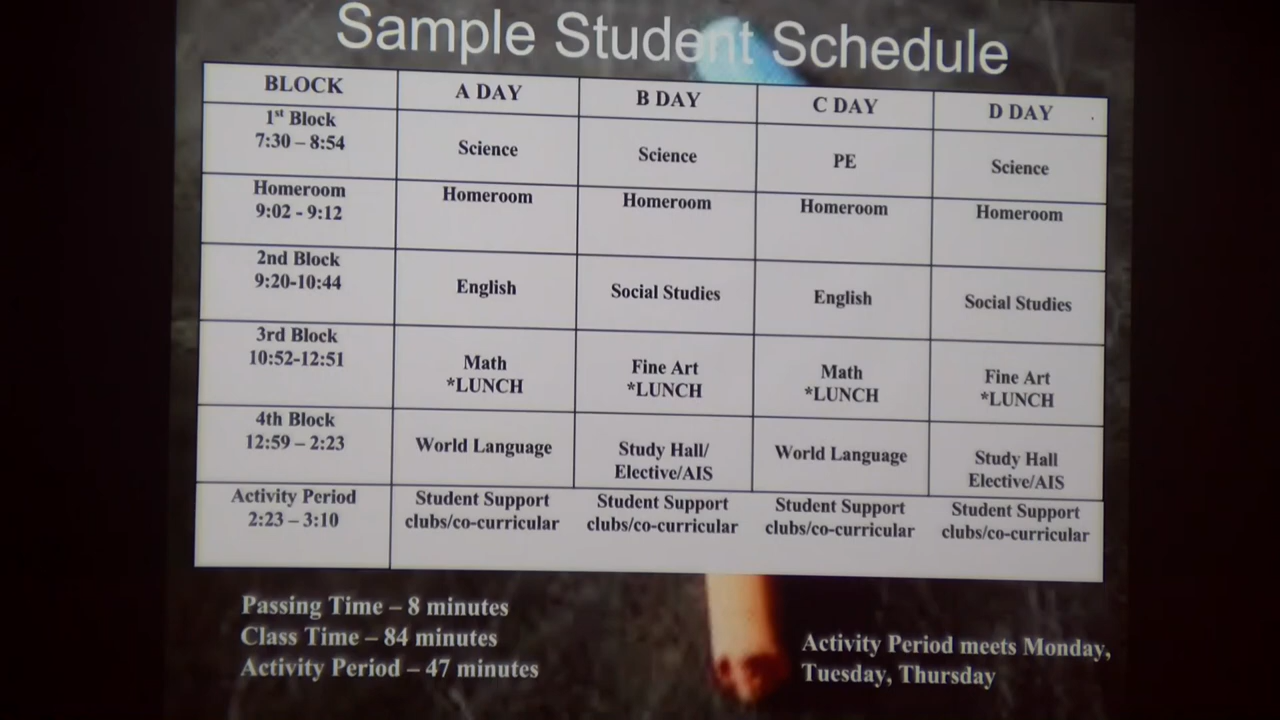 Sample Student Schedule
BLOCK A DAY B DAY C DAY D DAY
1st Block
7:30 – 8:54
Science Science PE Science
Homeroom
9:02 - 9:12
Homeroom Homeroom Homeroom Homeroom
2nd Block
9:20-10:44
English Social Studies English Social Studies
3rd Block
10:52-12:51
Math Fine Art Math Fine Art
*LUNCH *LUNCH *LUNCH *LUNCH
4th Block
12:59 – 2:23
World Language Study Hall/ World Language Study Hall
Elective/AIS Elective/AIS
Activity Period
2:23 – 3:10
Student Support Student Support Student Support Student Support
clubs/co-curricular clubs/co-curricular clubs/co-curricular clubs/co-curricular
Passing Time – 8 minutes
Class Time – 84 minutes
Activity Period – 47 minutes
Activity Period meets Monday,
Tuesday, Thursday